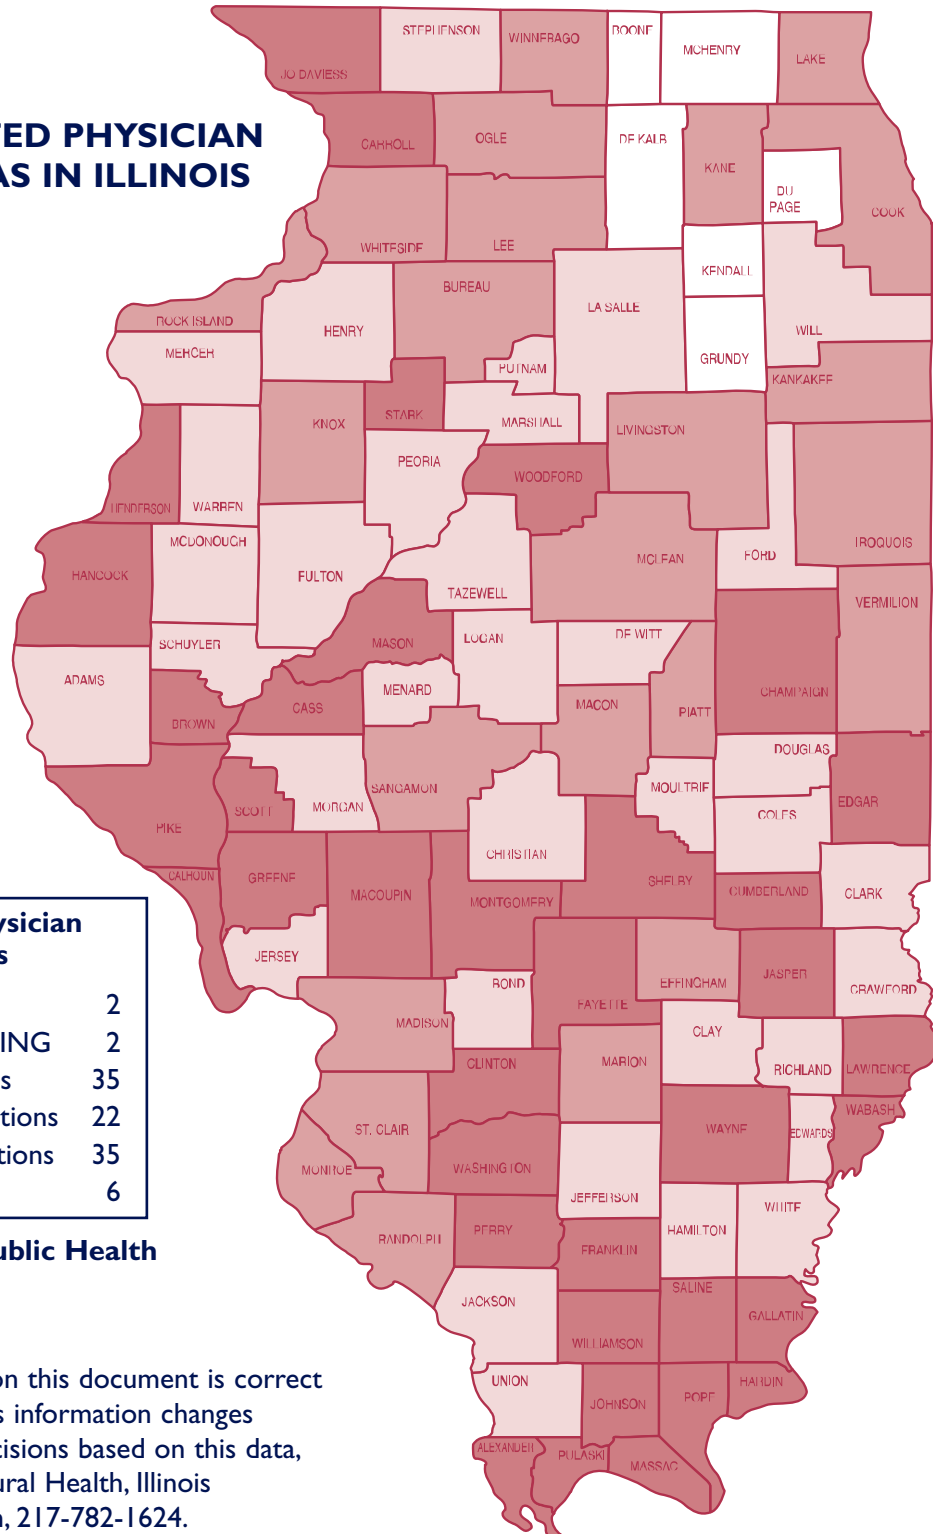 STEPHENSON
WINNEBAGO
BOONE
MCHENRY
LAKE
JO DAVIESS
TED PHYSICIAN
AS IN ILLINOIS
CARROLL
OGLE
DE KALB
KANE
DU
PAGE
COOK
WHITESIDE
LEE
KENDALL
BUREAU
LA SALLE
ROCK ISLAND
HENRY
WILL
MERCER
PUTNAM
GRUNDY
KANKAKEE
STARK
KNOX
MARSHALL
LIVINGSTON
PEORIA
WOODFORD
HENDERSON
WARREN
MCDONOUGH
IROQUOIS
FORD
MCLEAN
HANCOCK
FULTON
TAZEWELL
VERMILION
SCHUYLER
MASON
LOGAN
DE WITT
ADAMS
MENARD
CHAMPAIGN
CASS
MACON
PIATT
BROWN
DOUGLAS
SANGAMON
MOULTRIE
SCOTT
MORGAN
EDGAR
PIKE
COLES
CHRISTIAN
CALHOUN
GREENE
MACOUPIN
MONTGOMERY
SHELBY
CUMBERLAND
CLARK
ysician
s
2
ING 2
s 35
tions 22
tions 35
6
JERSEY
BOND
FAYETTE
EFFINGHAM
JASPER
CRAWFORD
MADISON
CLAY
CLINTON
MARION
RICHLAND
LAWRENCE
ST. CLAIR
WAYNE
EDWARDS
WABASH
MONROE
WASHINGTON
JEFFERSON
WHITE
ublic Health
RANDOLPH
PERRY
FRANKLIN
HAMILTON
JACKSON
SALINE
GALLATIN
WILLIAMSON
UNION
JOHNSON
POPE
HARDIN
ALEXANDER
PULASKI
MASSAC
on this document is correct
s information changes
cisions based on this data,
ural Health, Illinois
h, 217-782-1624.